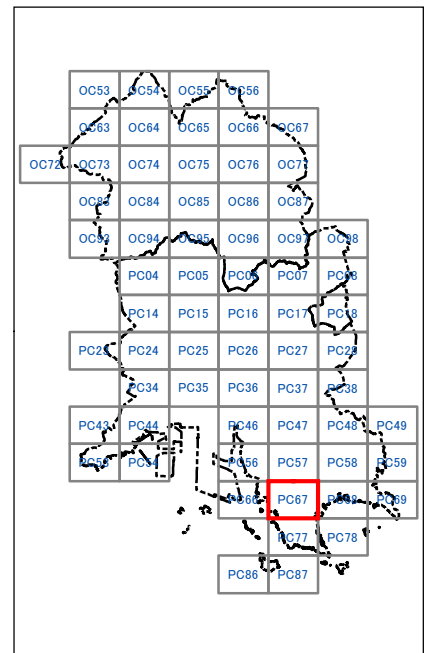 OC53 OC54 OC55 OC56
OC63 OC64 OC65 OC66 OC67
OC72 OC73 OC74 OC75 OC76 OC77
OC83 OC84 OC85 OC86 OC87
OC93 OC94 OC95 OC96 OC97 OC98
PC04 PC05 PC06 PC07 PC08
PC14 PC15 PC16 PC17 PC18
PC23 PC24 PC25 PC26 PC27 PC28
PC34 PC35 PC36 PC37 PC38
PC43 PC44 PC46 PC47 PC48 PC49
PC53 PC54 PC56 PC57 PC58 PC59
PC66 PC67 PC68 PC69
PC77 PC78
PC86 PC87